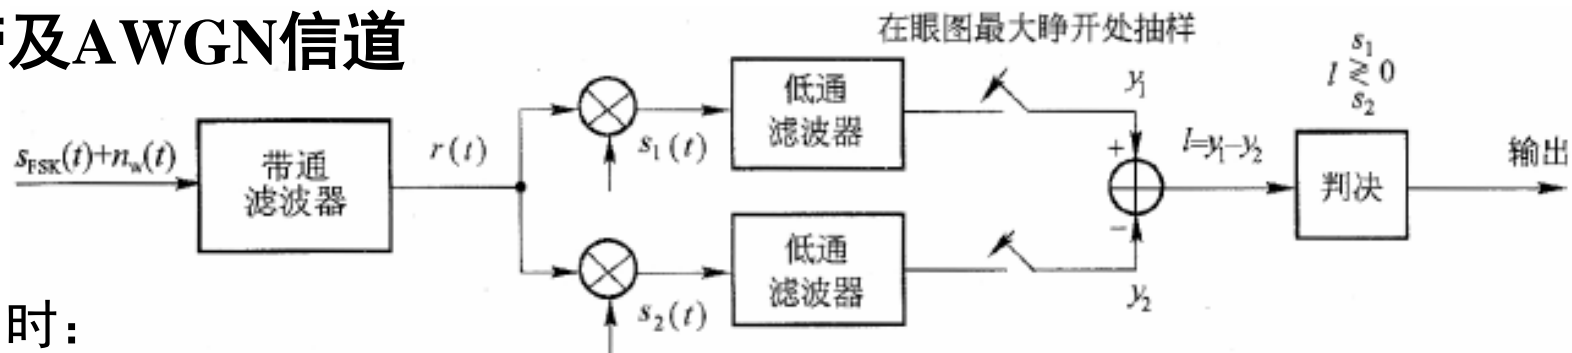 及AWGN信道
在眼图最大睁开处抽样
s_FSK(t)+n_w(t)
带通
滤波器
r(t)
s₁(t)
低通
滤波器
y₁
s₂(t)
低通
滤波器
y₂
+
−
l=y₁−y₂
s₁
l ≷ 0
s₂
判决
输出
时：